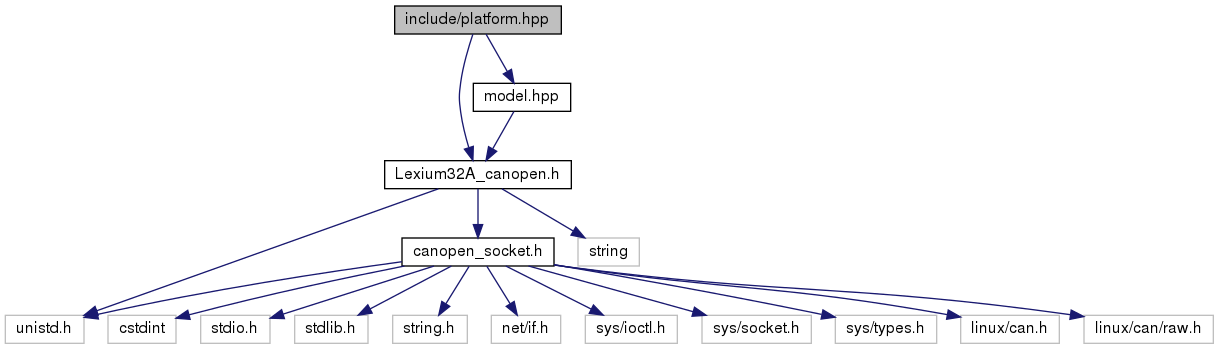 include/platform.hpp
model.hpp
Lexium32A_canopen.h
canopen_socket.h
string
unistd.h
cstdint
stdio.h
stdlib.h
string.h
net/if.h
sys/ioctl.h
sys/socket.h
sys/types.h
linux/can.h
linux/can/raw.h